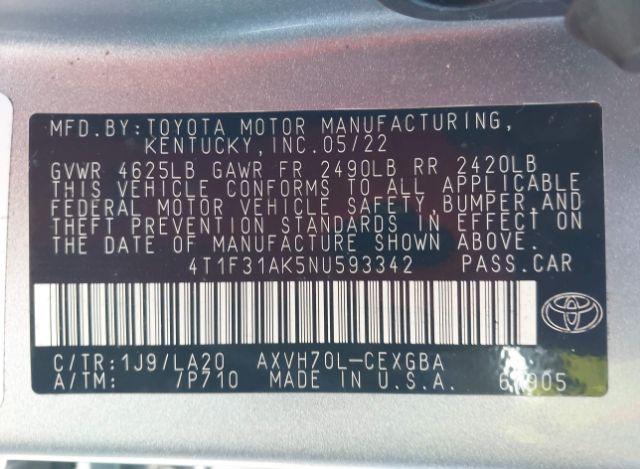 MFD.BY:TOYOTA MOTOR MANUFACTURING,
KENTUCKY,INC.05/22
GVWR 4625LB GAWR FR 2490LB RR 2420LB
THIS VEHICLE CONFORMS TO ALL APPLICABLE
FEDERAL MOTOR VEHICLE SAFETY, BUMPER,AND
THEFT PREVENTION STANDARDS IN EFFECT ON
THE DATE OF MANUFACTURE SHOWN ABOVE.
4T1F31AK5NU593342 PASS.CAR
C/TR:1J9/LA20 AXVH70L-CEXGBA
A/TM: /P710 MADE IN U.S.A.